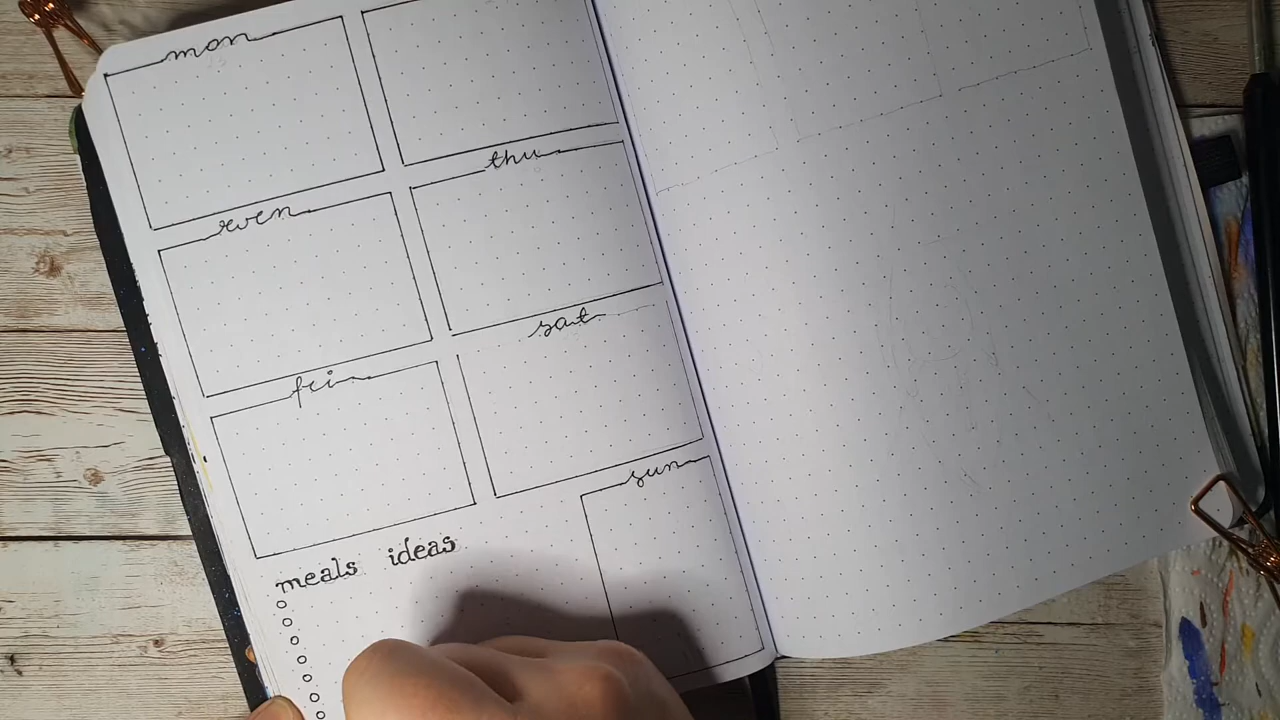 mon
wen
thu
fri
sat
sun
meals ideas